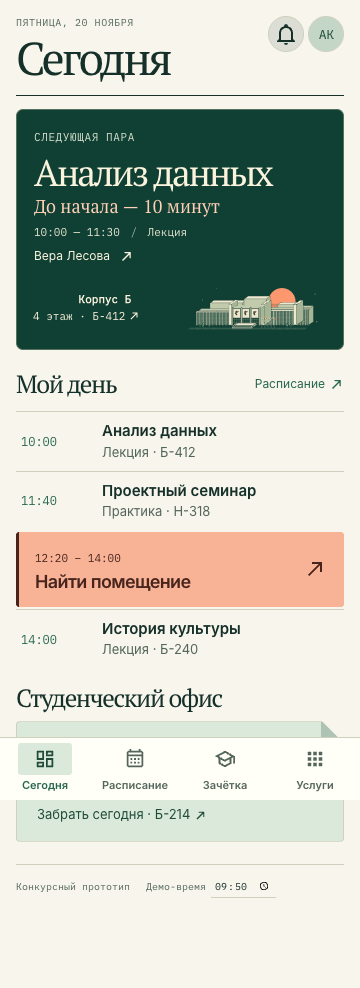 ПЯТНИЦА, 20 НОЯБРЯ
Сегодня
АК
СЛЕДУЮЩАЯ ПАРА
Анализ данных
До начала — 10 минут
10:00 — 11:30 / Лекция
Вера Лесова
Корпус Б
4 этаж · Б-412
Мой день
Расписание
10:00
Анализ данных
Лекция · Б-412
11:40
Проектный семинар
Практика · Н-318
12:20 – 14:00
Найти помещение
14:00
История культуры
Лекция · Б-240
Студенческий офис
Сегодня
Расписание
Зачётка
Услуги
Забрать сегодня · Б-214
Конкурсный прототип
Демо-время 09:50